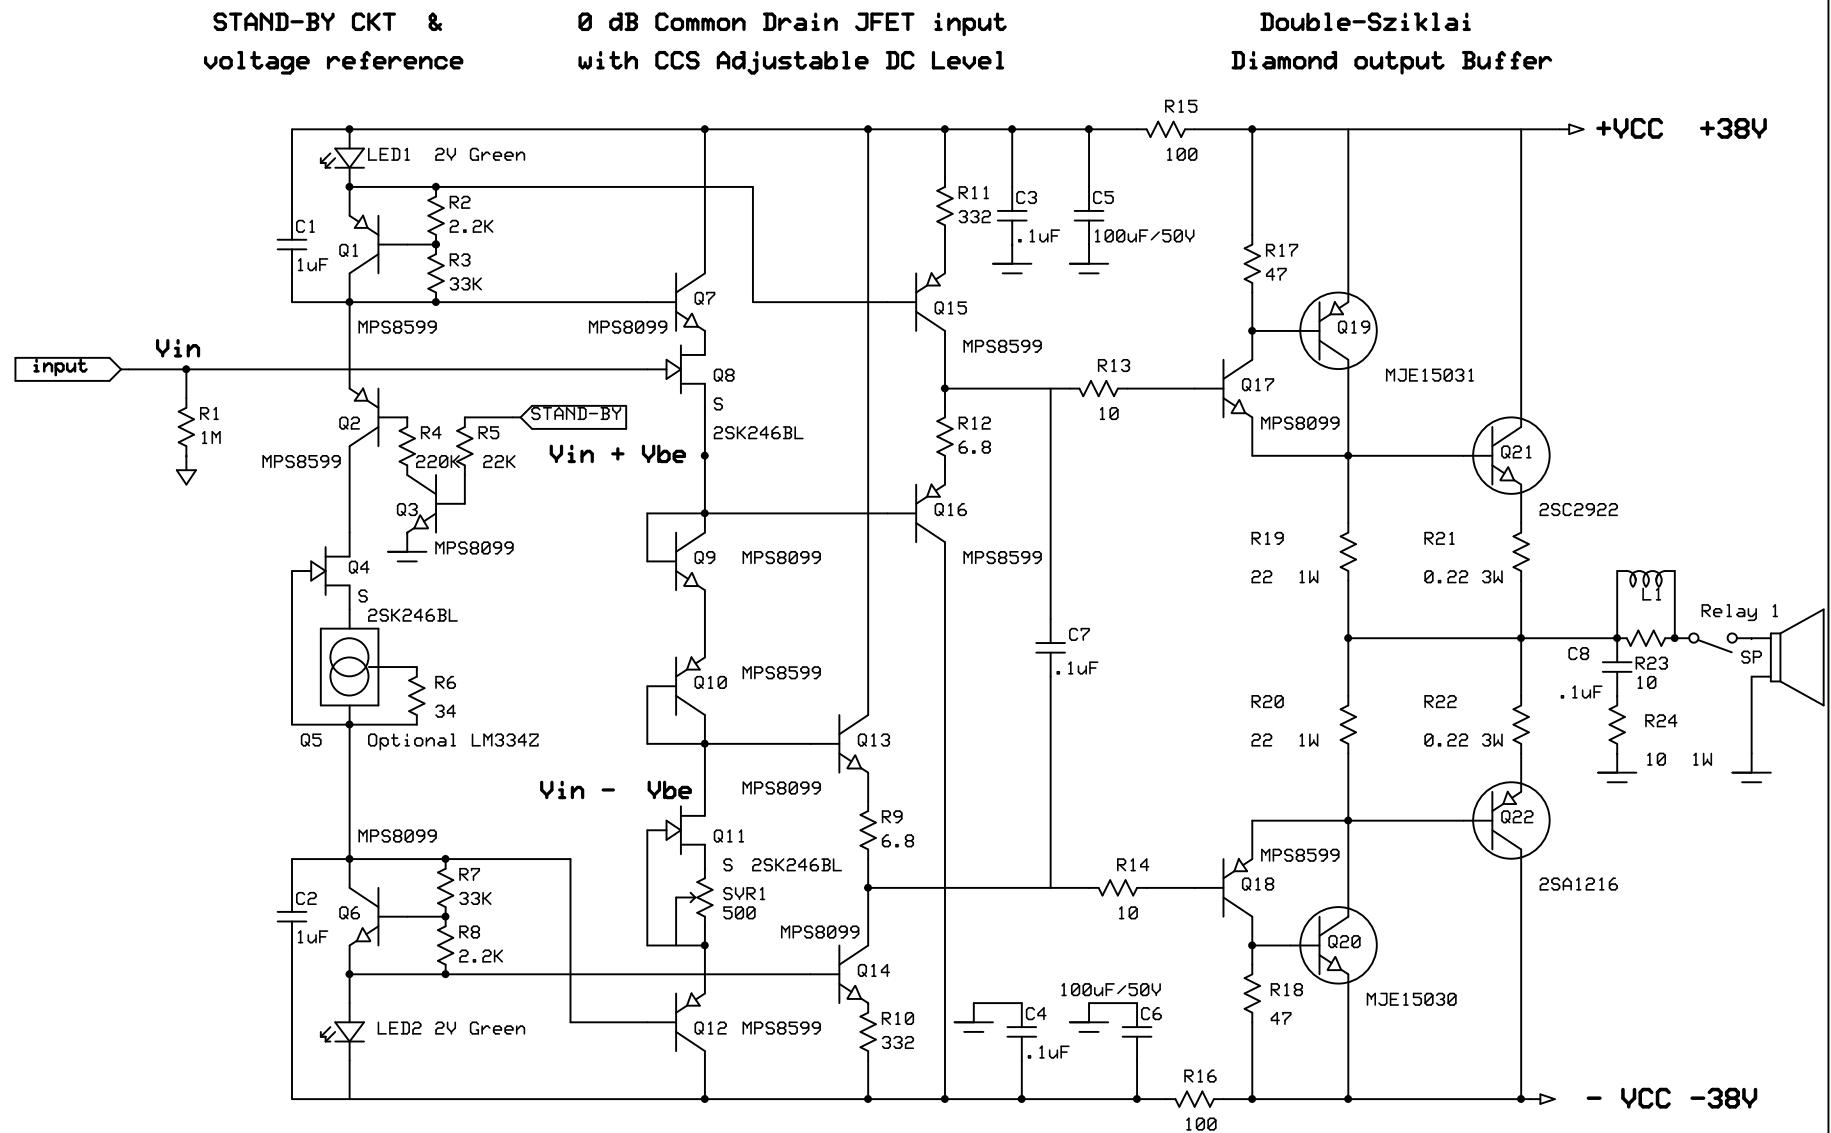 STAND-BY CKT &
voltage reference
0 dB Common Drain JFET input
with CCS Adjustable DC Level
Double-Sziklai
Diamond output Buffer
R15
100
+VCC +38V
LED1 2V Green
R2
2.2K
C1
1uF
Q1
R3
33K
MPS8599
Q7
MPS8099
R11
332
C3
.1uF
C5
100uF/50V
R17
47
Q15
MPS8599
Q19
MJE15031
input
Vin
R1
1M
Q8
S
2SK246BL
Q2
MPS8599
R4
220K
R5
22K
STAND-BY
Vin + Vbe
R13
10
R12
6.8
Q17
MPS8099
Q21
2SC2922
Q3
MPS8099
Q16
MPS8599
Q9 MPS8099
Q4
S
2SK246BL
R19
22 1W
R21
0.22 3W
L1
Relay 1
SP
C7
.1uF
C8
.1uF
R23
10
R6
34
Q10
MPS8599
R20
22 1W
R22
0.22 3W
R24
10 1W
Q5 Optional LM334Z
Q13
MPS8099
Vin - Vbe
R9
6.8
Q22
2SA1216
MPS8099
Q11
S 2SK246BL
SVR1
500
R14
10
MPS8599
Q18
R7
33K
C2
1uF
Q6
R8
2.2K
MPS8099
Q14
Q20
MJE15030
R18
47
LED2 2V Green
Q12 MPS8599
R10
332
C4
.1uF
100uF/50V
C6
R16
100
- VCC -38V